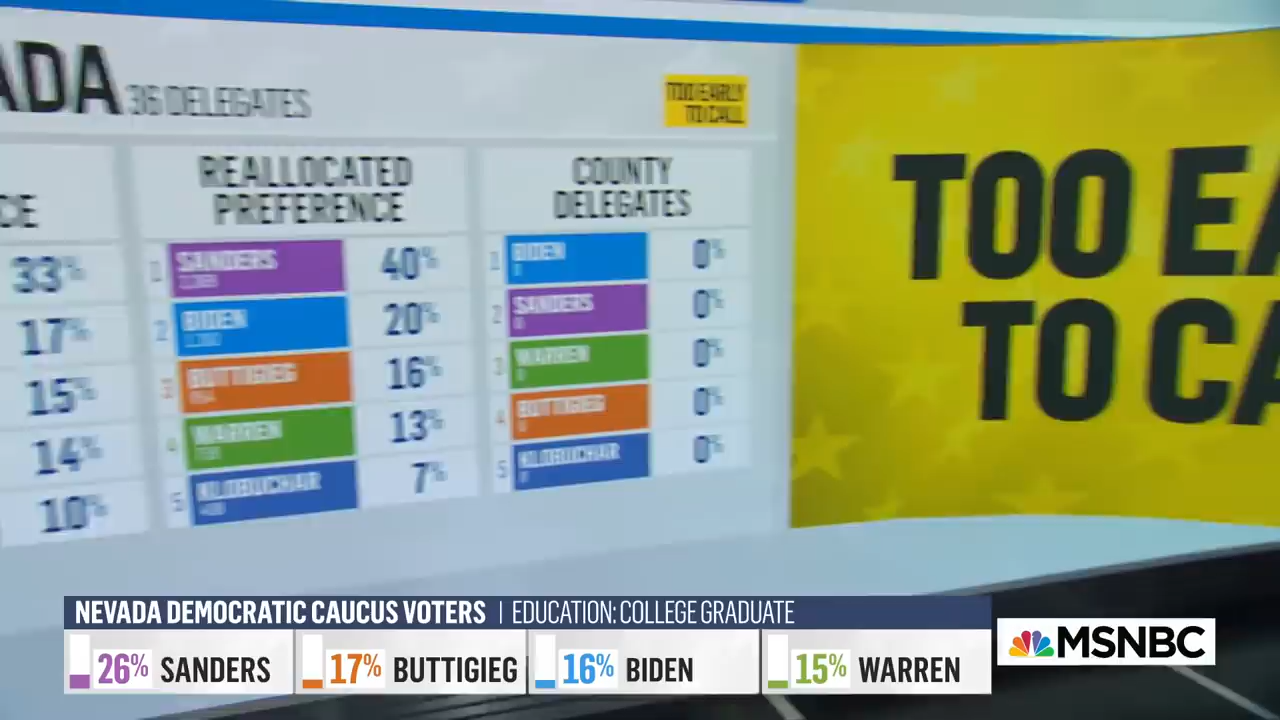 ADA 36 DELEGATES
TOO EARLY
TO CALL
CE
33%
17%
15%
14%
10%
REALLOCATED
PREFERENCE
1 SANDERS 40%
2 BIDEN 20%
3 BUTTIGIEG 16%
4 WARREN 13%
5 KLOBUCHAR 7%
COUNTY
DELEGATES
1 BIDEN 0%
2 SANDERS 0%
3 WARREN 0%
4 BUTTIGIEG 0%
5 KLOBUCHAR 0%
TOO EA
TO CA
NEVADA DEMOCRATIC CAUCUS VOTERS | EDUCATION: COLLEGE GRADUATE
26% SANDERS 17% BUTTIGIEG 16% BIDEN 15% WARREN
MSNBC